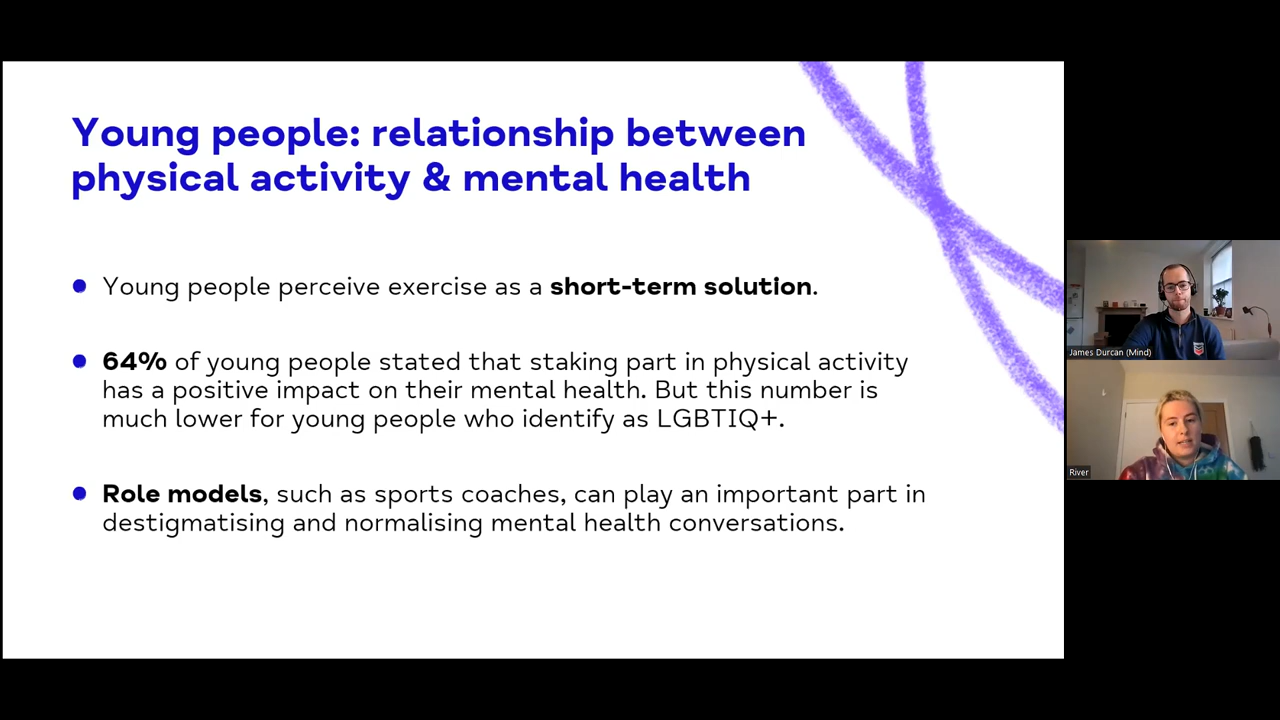 Young people: relationship between
physical activity & mental health
Young people perceive exercise as a short-term solution.
64% of young people stated that staking part in physical activity
has a positive impact on their mental health. But this number is
much lower for young people who identify as LGBTIQ+.
Role models, such as sports coaches, can play an important part in
destigmatising and normalising mental health conversations.
James Durcan (Mind)
River